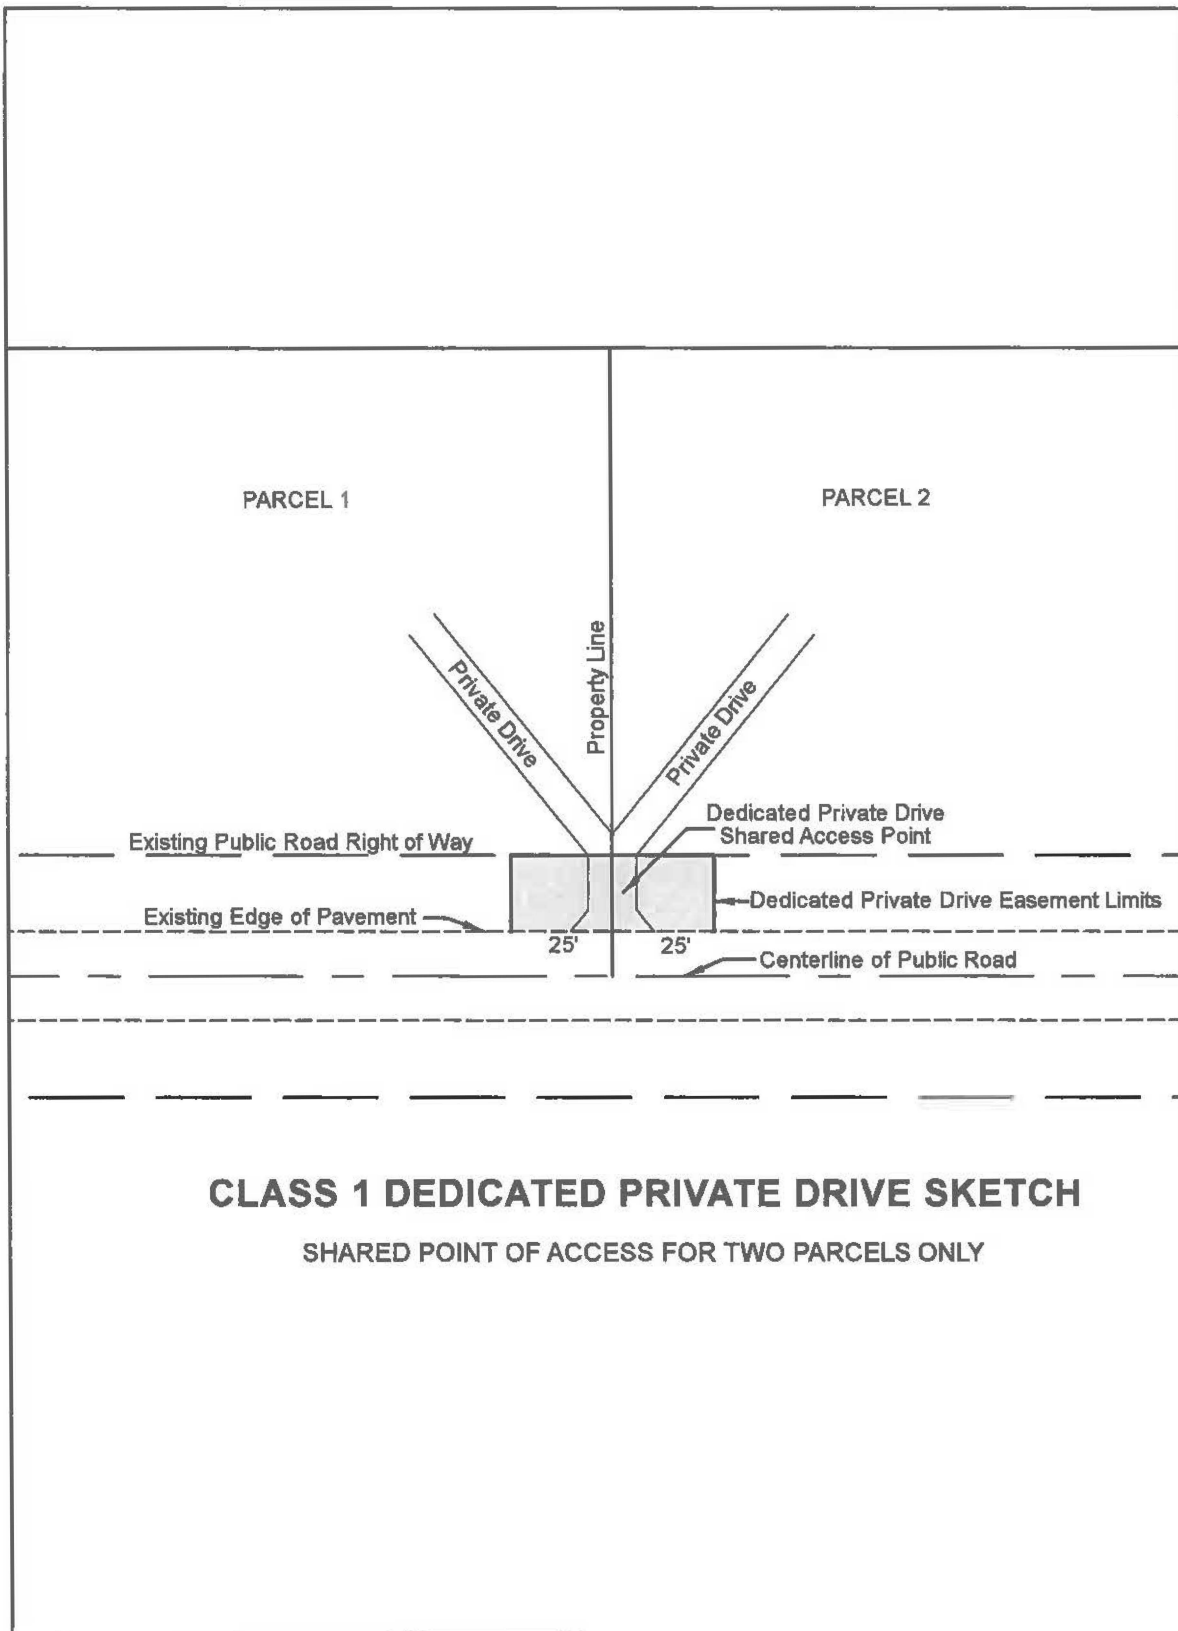 PARCEL 1
PARCEL 2
Private Drive
Property Line
Private Drive
Dedicated Private Drive
Shared Access Point
Existing Public Road Right of Way
Dedicated Private Drive Easement Limits
Existing Edge of Pavement
25'
25'
Centerline of Public Road
CLASS 1 DEDICATED PRIVATE DRIVE SKETCH
SHARED POINT OF ACCESS FOR TWO PARCELS ONLY